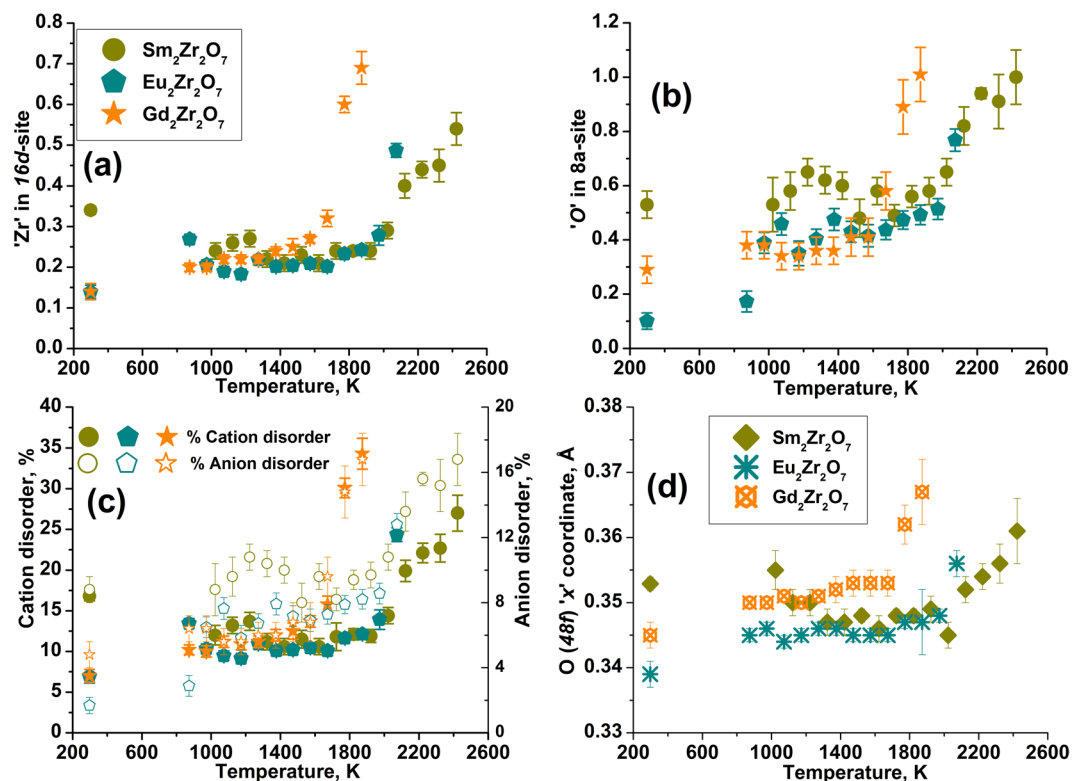 (a)
Sm2Zr2O7
Eu2Zr2O7
Gd2Zr2O7
'Zr' in 16d-site
0.8
0.7
0.6
0.5
0.4
0.3
0.2
0.1
0.0
200 600 1000 1400 1800 2200 2600
Temperature, K
(b)
'O' in 8a-site
1.2
1.0
0.8
0.6
0.4
0.2
0.0
200 600 1000 1400 1800 2200 2600
Temperature, K
% Cation disorder
% Anion disorder
(c)
Cation disorder, %
40
35
30
25
20
15
10
5
0
Anion disorder,%
20
16
12
8
4
0
200 600 1000 1400 1800 2200 2600
Temperature, K
Sm2Zr2O7
Eu2Zr2O7
Gd2Zr2O7
(d)
O (48f) 'x' coordinate, Å
0.38
0.37
0.36
0.35
0.34
0.33
200 600 1000 1400 1800 2200 2600
Temperature, K